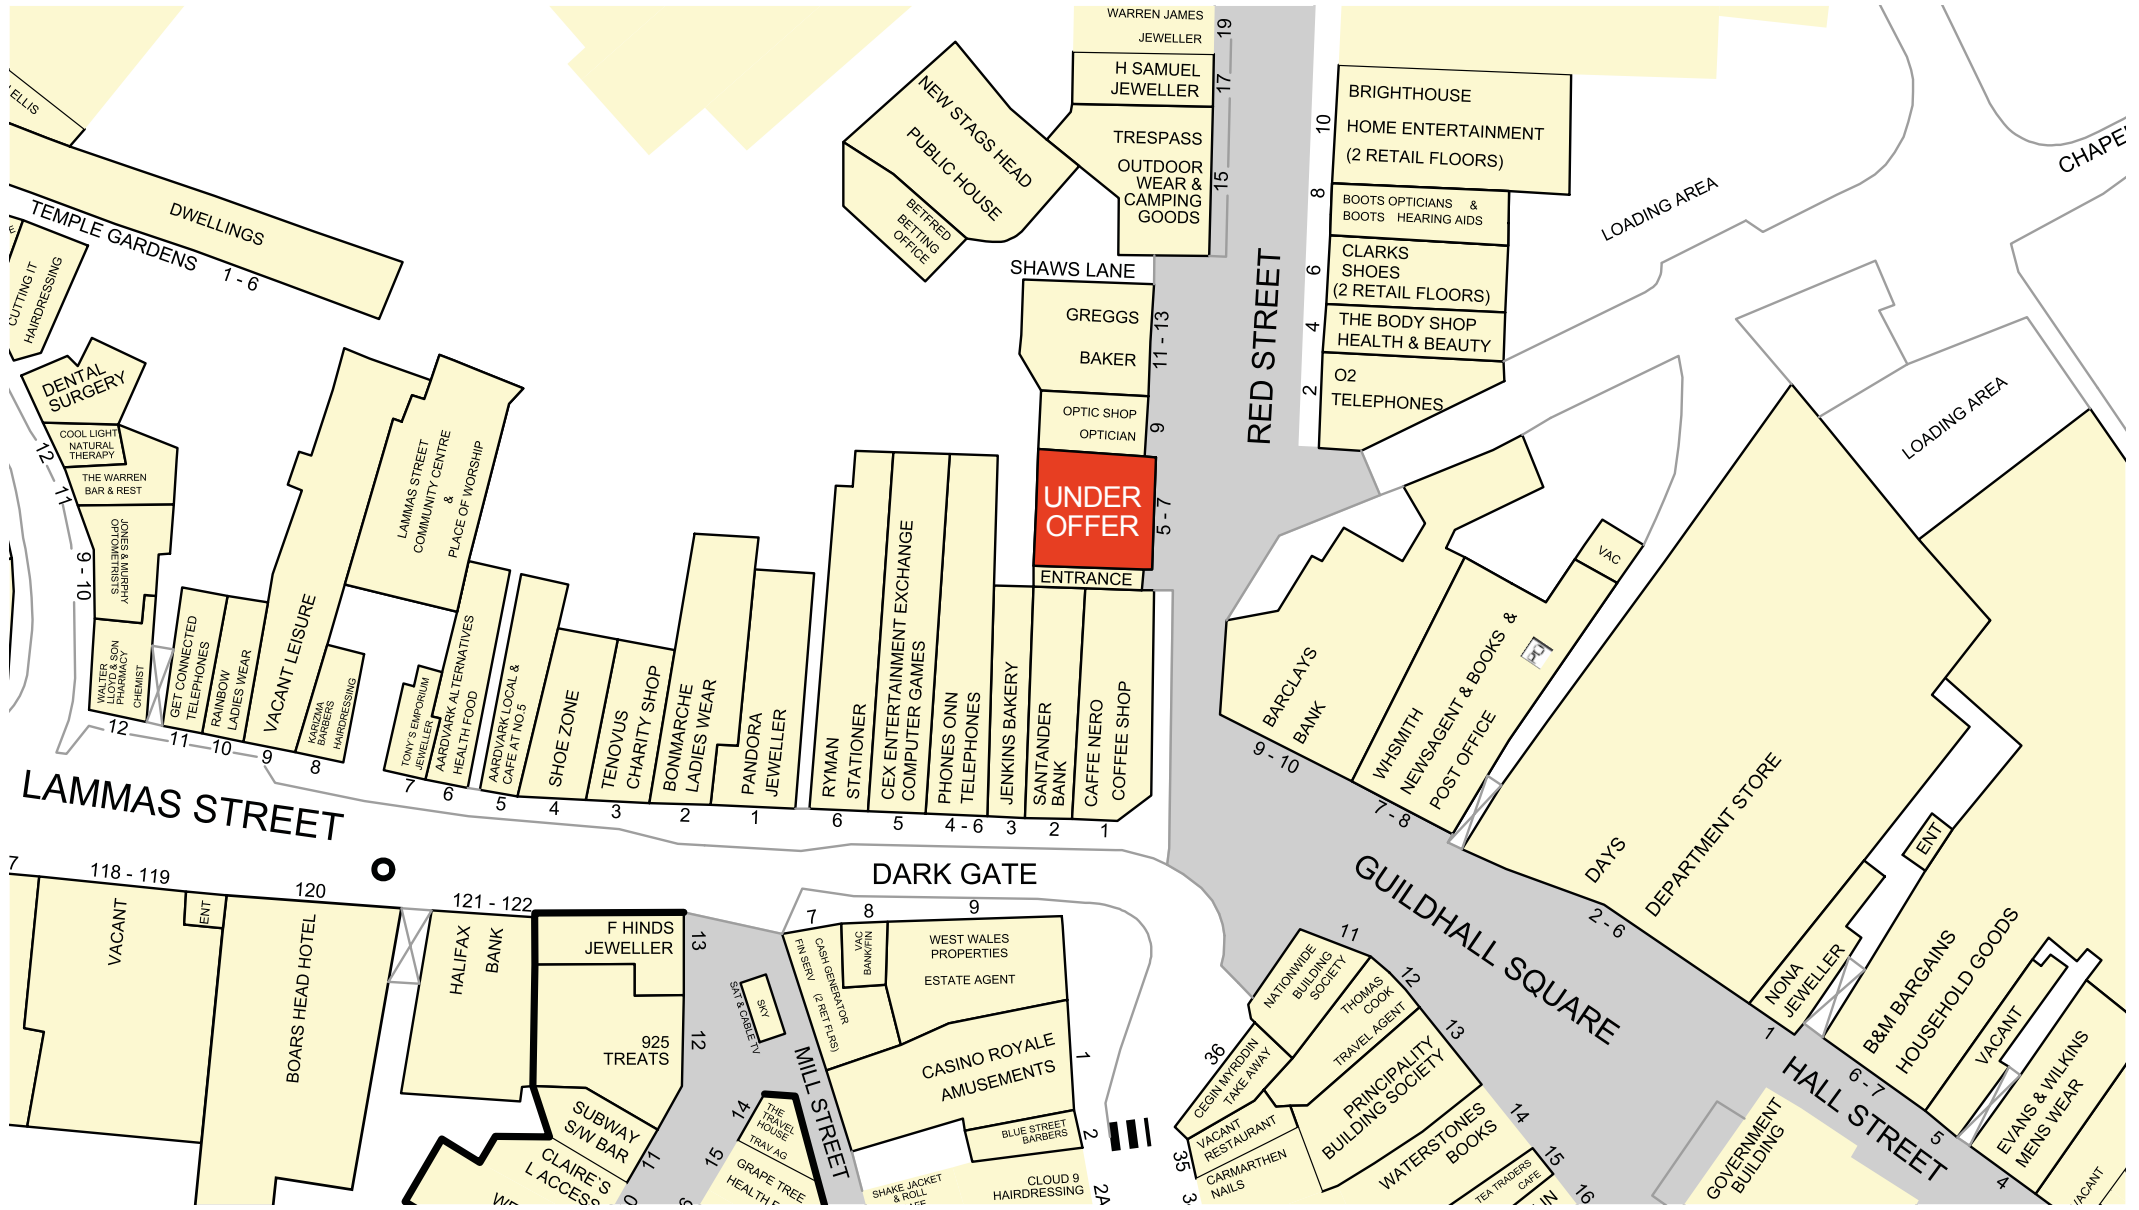 WARREN JAMES
JEWELLER
19
H SAMUEL
JEWELLER
17
TRESPASS
OUTDOOR
WEAR &
CAMPING
GOODS
15
NEW STAGS HEAD
PUBLIC HOUSE
BETFRED
BETTING
OFFICE
SHAWS LANE
GREGGS
BAKER
11 - 13
OPTIC SHOP
OPTICIAN
9
UNDER
OFFER
5 - 7
ENTRANCE
RED STREET
BRIGHTHOUSE
HOME ENTERTAINMENT
(2 RETAIL FLOORS)
10
BOOTS OPTICIANS &
BOOTS HEARING AIDS
8
CLARKS
SHOES
(2 RETAIL FLOORS)
6
THE BODY SHOP
HEALTH & BEAUTY
4
O2
TELEPHONES
2
LOADING AREA
LOADING AREA
ELLIS
DWELLINGS
TEMPLE GARDENS 1 - 6
CUTTING IT
HAIRDRESSING
DENTAL
SURGERY
COOL LIGHT
NATURAL
THERAPY
12
THE WARREN
BAR & REST
11
JONES & MURPHY
OPTOMETRISTS
9 - 10
WALTER
LLOYD & SON
PHARMACY
CHEMIST
12
GET CONNECTED
TELEPHONES
11
RAINBOW
LADIES WEAR
10
VACANT LEISURE
9
KARIZMA
BARBERS
HAIRDRESSING
8
LAMMAS STREET
COMMUNITY CENTRE
&
PLACE OF WORSHIP
TONY'S EMPORIUM
JEWELLER
7
AARDVARK ALTERNATIVES
HEALTH FOOD
6
AARDVARK LOCAL &
CAFE AT NO.5
5
SHOE ZONE
4
TENOVUS
CHARITY SHOP
3
BONMARCHE
LADIES WEAR
2
PANDORA
JEWELLER
1
RYMAN
STATIONER
6
CEX ENTERTAINMENT EXCHANGE
COMPUTER GAMES
5
PHONES ONN
TELEPHONES
4 - 6
JENKINS BAKERY
3
SANTANDER
BANK
2
CAFFE NERO
COFFEE SHOP
1
BARCLAYS
BANK
9 - 10
WHSMITH
NEWSAGENT & BOOKS &
POST OFFICE
7 - 8
VAC
DAYS
DEPARTMENT STORE
2 - 6
NONA
JEWELLER
1
ENT
B&M BARGAINS
HOUSEHOLD GOODS
6 - 7
VACANT
5
EVANS & WILKINS
MENS WEAR
4
LAMMAS STREET
DARK GATE
GUILDHALL SQUARE
HALL STREET
GOVERNMENT
BUILDING
7
118 - 119
VACANT
ENT
120
BOARS HEAD HOTEL
121 - 122
HALIFAX
BANK
F HINDS
JEWELLER
13
925
TREATS
12
SUBWAY
S/W BAR
11
CLAIRE'S
SKY
SAT & CABLE TV
MILL STREET
14
THE
TRAVEL
HOUSE
TRAV AG
15
GRAPE TREE
7
CASH GENERATOR
FIN SERV (2 RET FLRS)
8
VAC
BANK/FIN
9
WEST WALES
PROPERTIES
ESTATE AGENT
CASINO ROYALE
AMUSEMENTS
1
BLUE STREET
BARBERS
2
SHAKE JACKET
& ROLL
CLOUD 9
HAIRDRESSING
2A
NATIONWIDE
BUILDING
SOCIETY
11
THOMAS
COOK
TRAVEL AGENT
12
36
CEGIN MYRDDIN
TAKE AWAY
PRINCIPALITY
BUILDING SOCIETY
13
VACANT
RESTAURANT
35
CARMARTHEN
NAILS
WATERSTONES
BOOKS
14
TEA TRADERS
CAFE
15
16